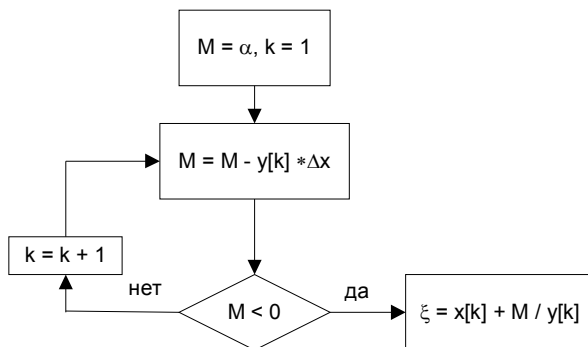 M = α, k = 1
M = M - y[k] *Δx
k = k + 1
нет
M < 0
да
ξ = x[k] + M / y[k]